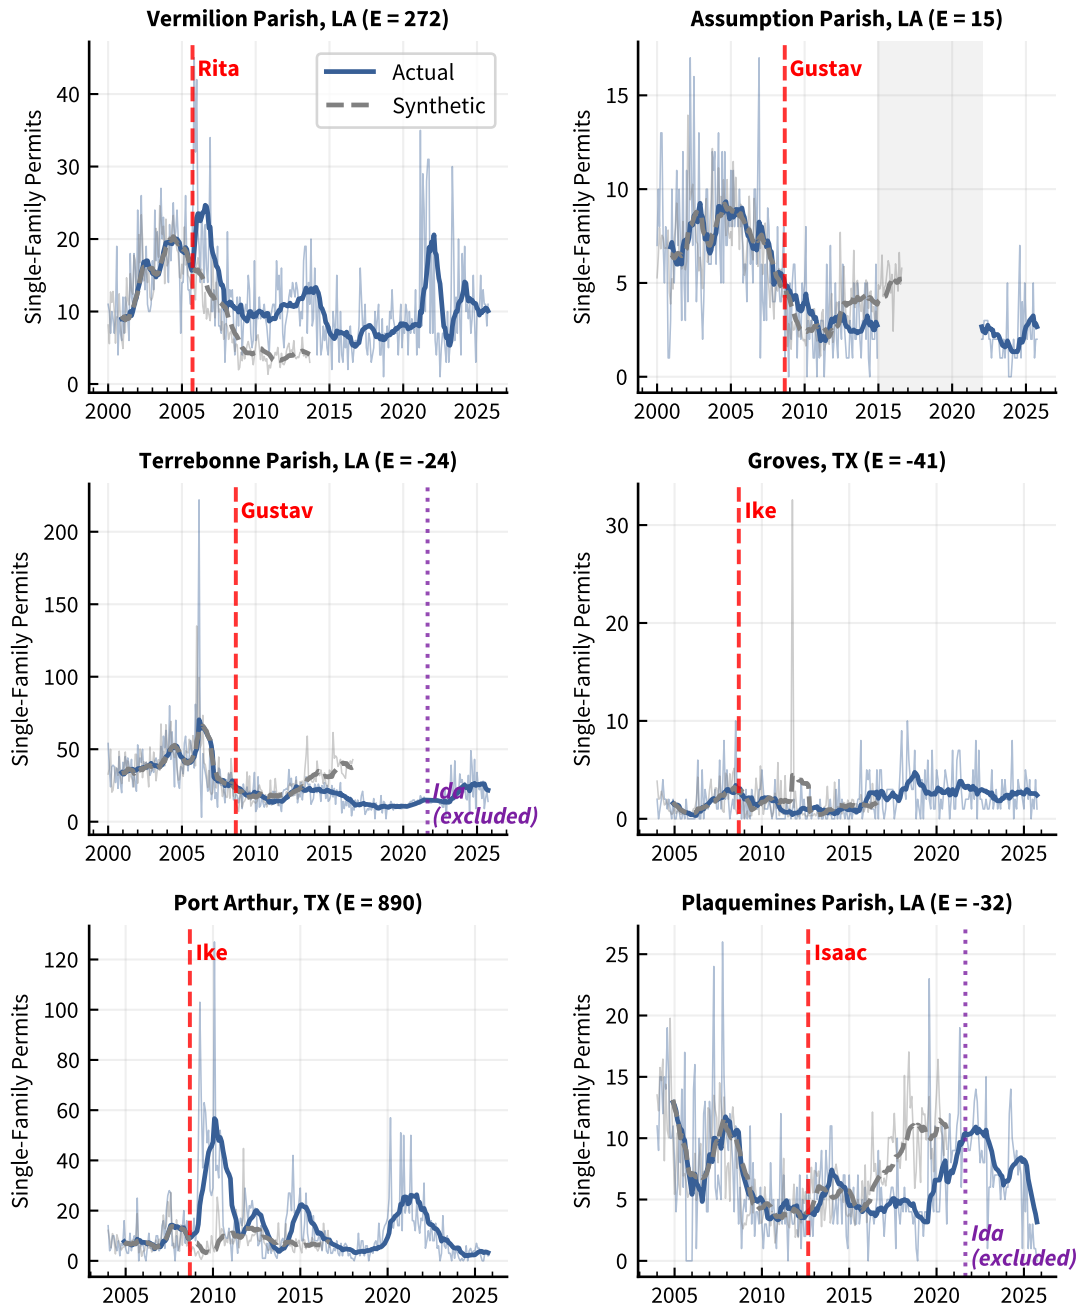 Vermilion Parish, LA (E = 272)
Single-Family Permits
40
30
20
10
0
Rita
Actual
Synthetic
2000 2005 2010 2015 2020 2025
Assumption Parish, LA (E = 15)
Single-Family Permits
15
10
5
0
Gustav
2000 2005 2010 2015 2020 2025
Terrebonne Parish, LA (E = -24)
Single-Family Permits
200
150
100
50
0
Gustav
Ida
(excluded)
2000 2005 2010 2015 2020 2025
Groves, TX (E = -41)
Single-Family Permits
30
20
10
0
Ike
2005 2010 2015 2020 2025
Port Arthur, TX (E = 890)
Single-Family Permits
120
100
80
60
40
20
0
Ike
2005 2010 2015 2020 2025
Plaquemines Parish, LA (E = -32)
Single-Family Permits
25
20
15
10
5
0
Isaac
Ida
(excluded)
2005 2010 2015 2020 2025